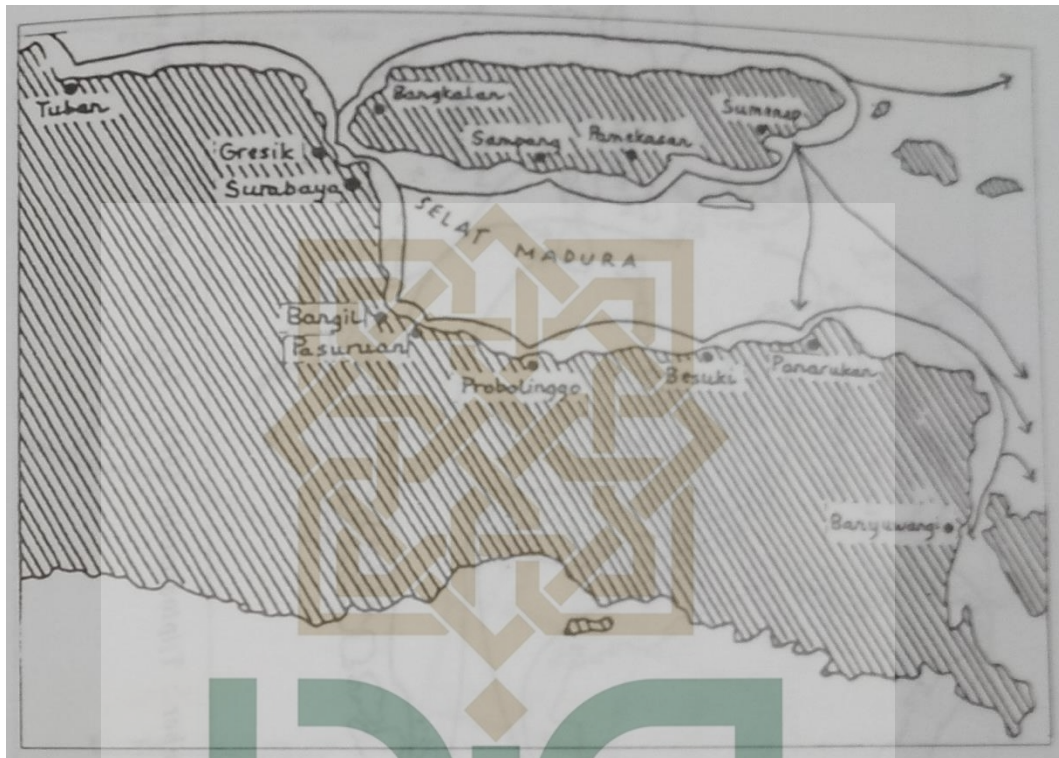 Tuban
Bangkalan
Sumenep
Sampang
Pamekasan
Gresik
Surabaya
SELAT MADURA
Bangil
Pasuruan
Probolinggo
Besuki
Panarukan
Banyuwangi